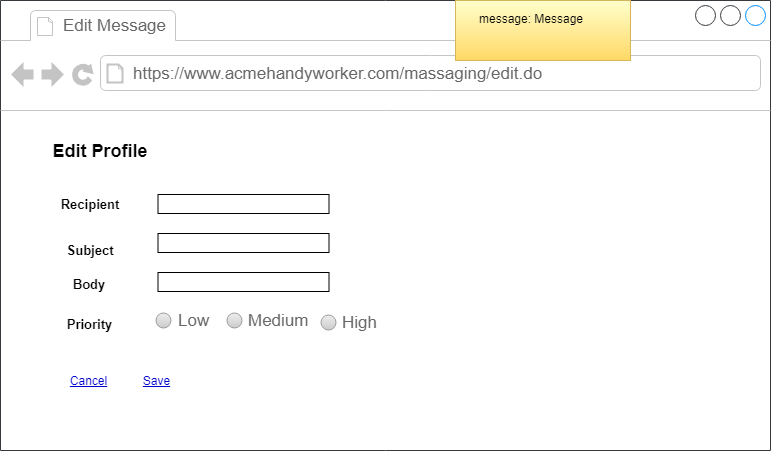 Edit Message
message: Message
https://www.acmehandyworker.com/massaging/edit.do
Edit Profile
Recipient
Subject
Body
Priority Low Medium High
Cancel Save